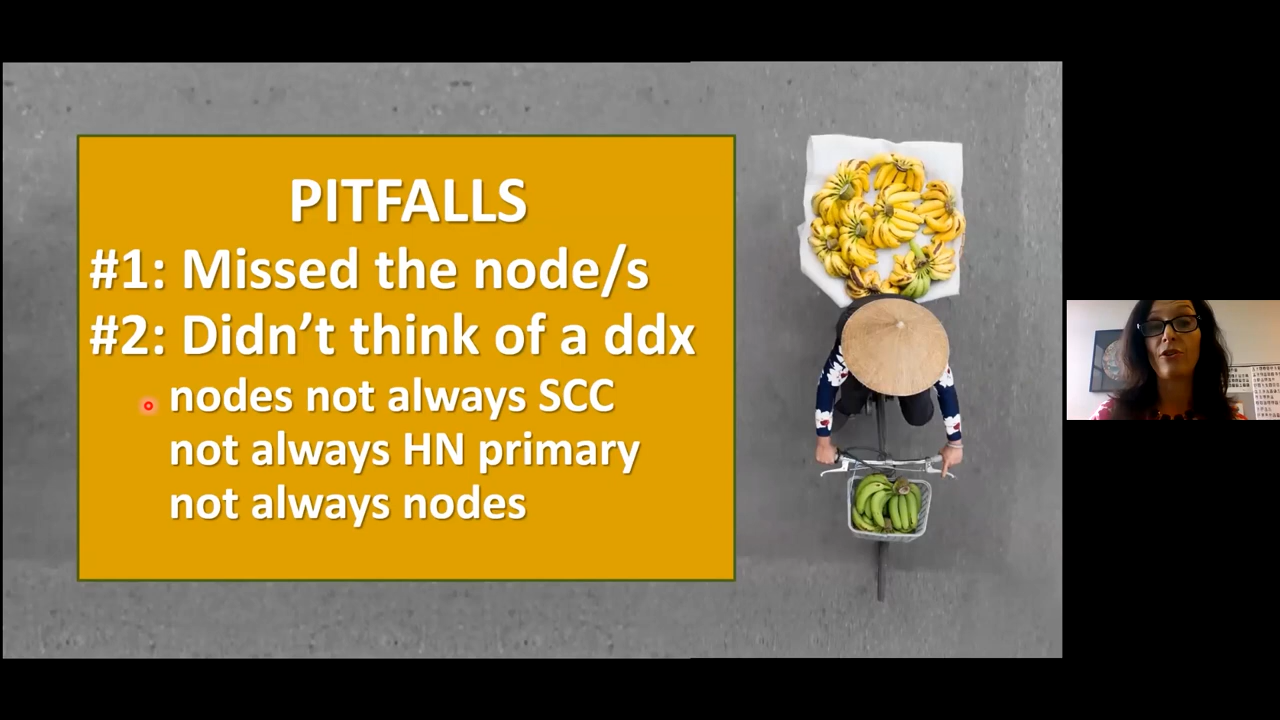 PITFALLS
#1: Missed the node/s
#2: Didn’t think of a ddx
nodes not always SCC
not always HN primary
not always nodes